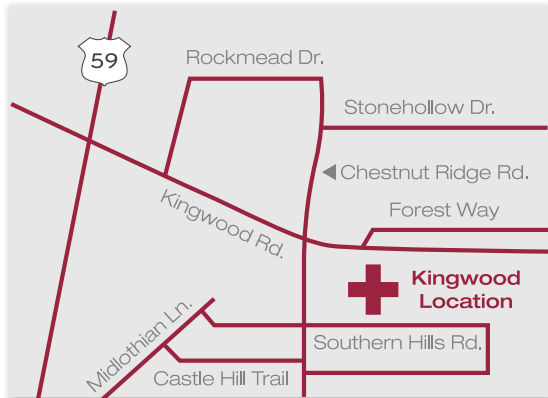 59
Rockmead Dr.
Stonehollow Dr.
Chestnut Ridge Rd.
Forest Way
Kingwood Rd.
Kingwood
Location
Midlothian Ln.
Southern Hills Rd.
Castle Hill Trail